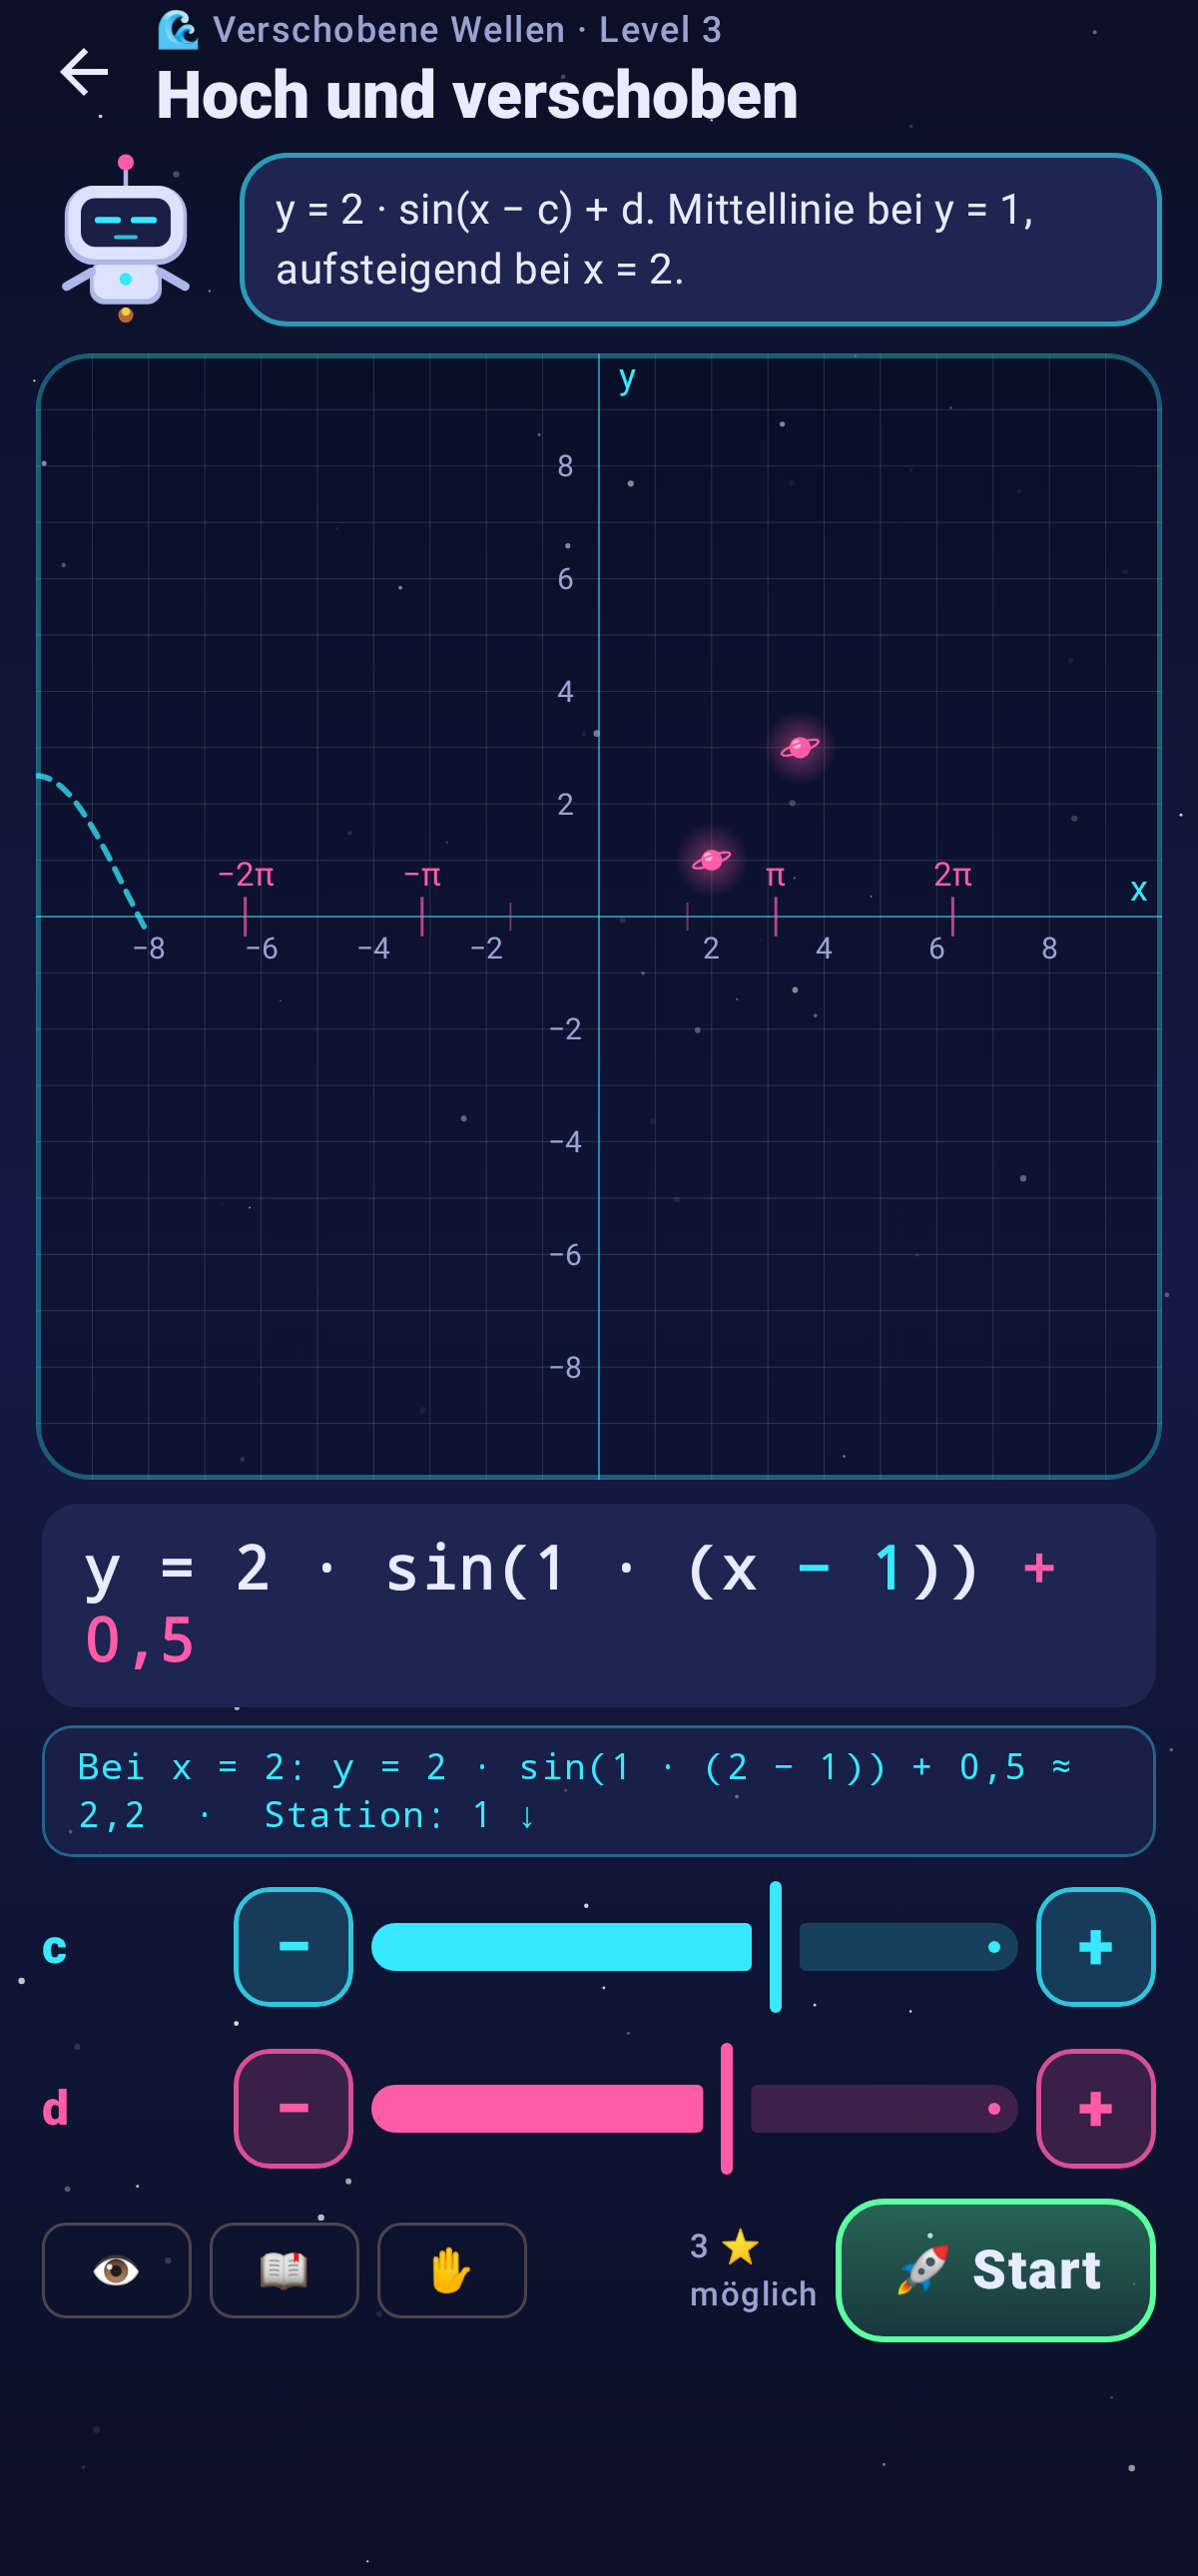 🌊 Verschobene Wellen · Level 3
Hoch und verschoben
y = 2 · sin(x − c) + d. Mittellinie bei y = 1,
aufsteigend bei x = 2.
y
8
6
4
2
−2π
−π
π
2π
x
−8
−6
−4
−2
2
4
6
8
−2
−4
−6
−8
y = 2 · sin(1 · (x − 1)) +
0,5
Bei x = 2: y = 2 · sin(1 · (2 − 1)) + 0,5 ≈
2,2 · Station: 1 ↓
c − +
d − +
3 ⭐
möglich
🚀 Start